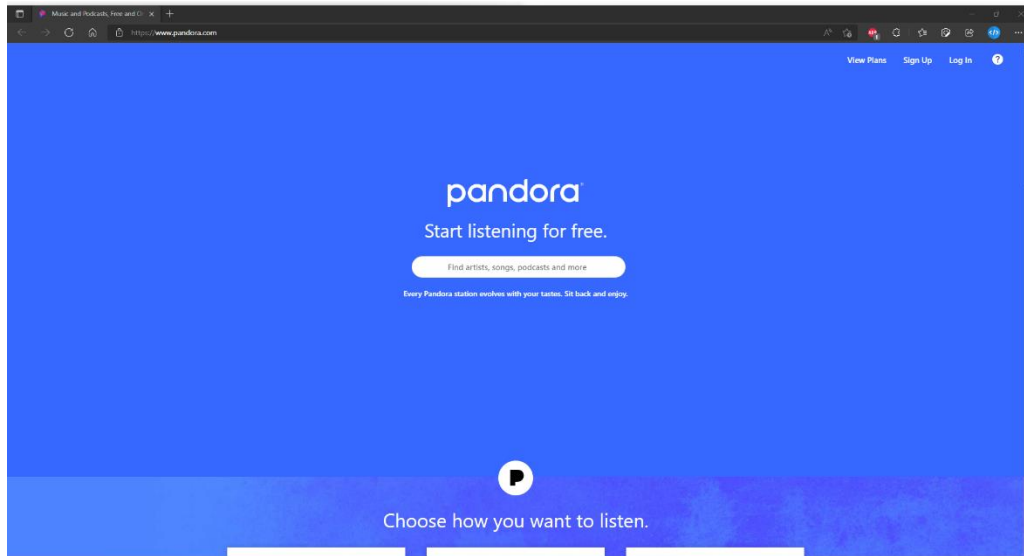 Music and Podcasts, Free and O
https://www.pandora.com
View Plans Sign Up Log In ?
pandora
Start listening for free.
Find artists, songs, podcasts and more
Every Pandora station evolves with your tastes. Sit back and enjoy.
P
Choose how you want to listen.